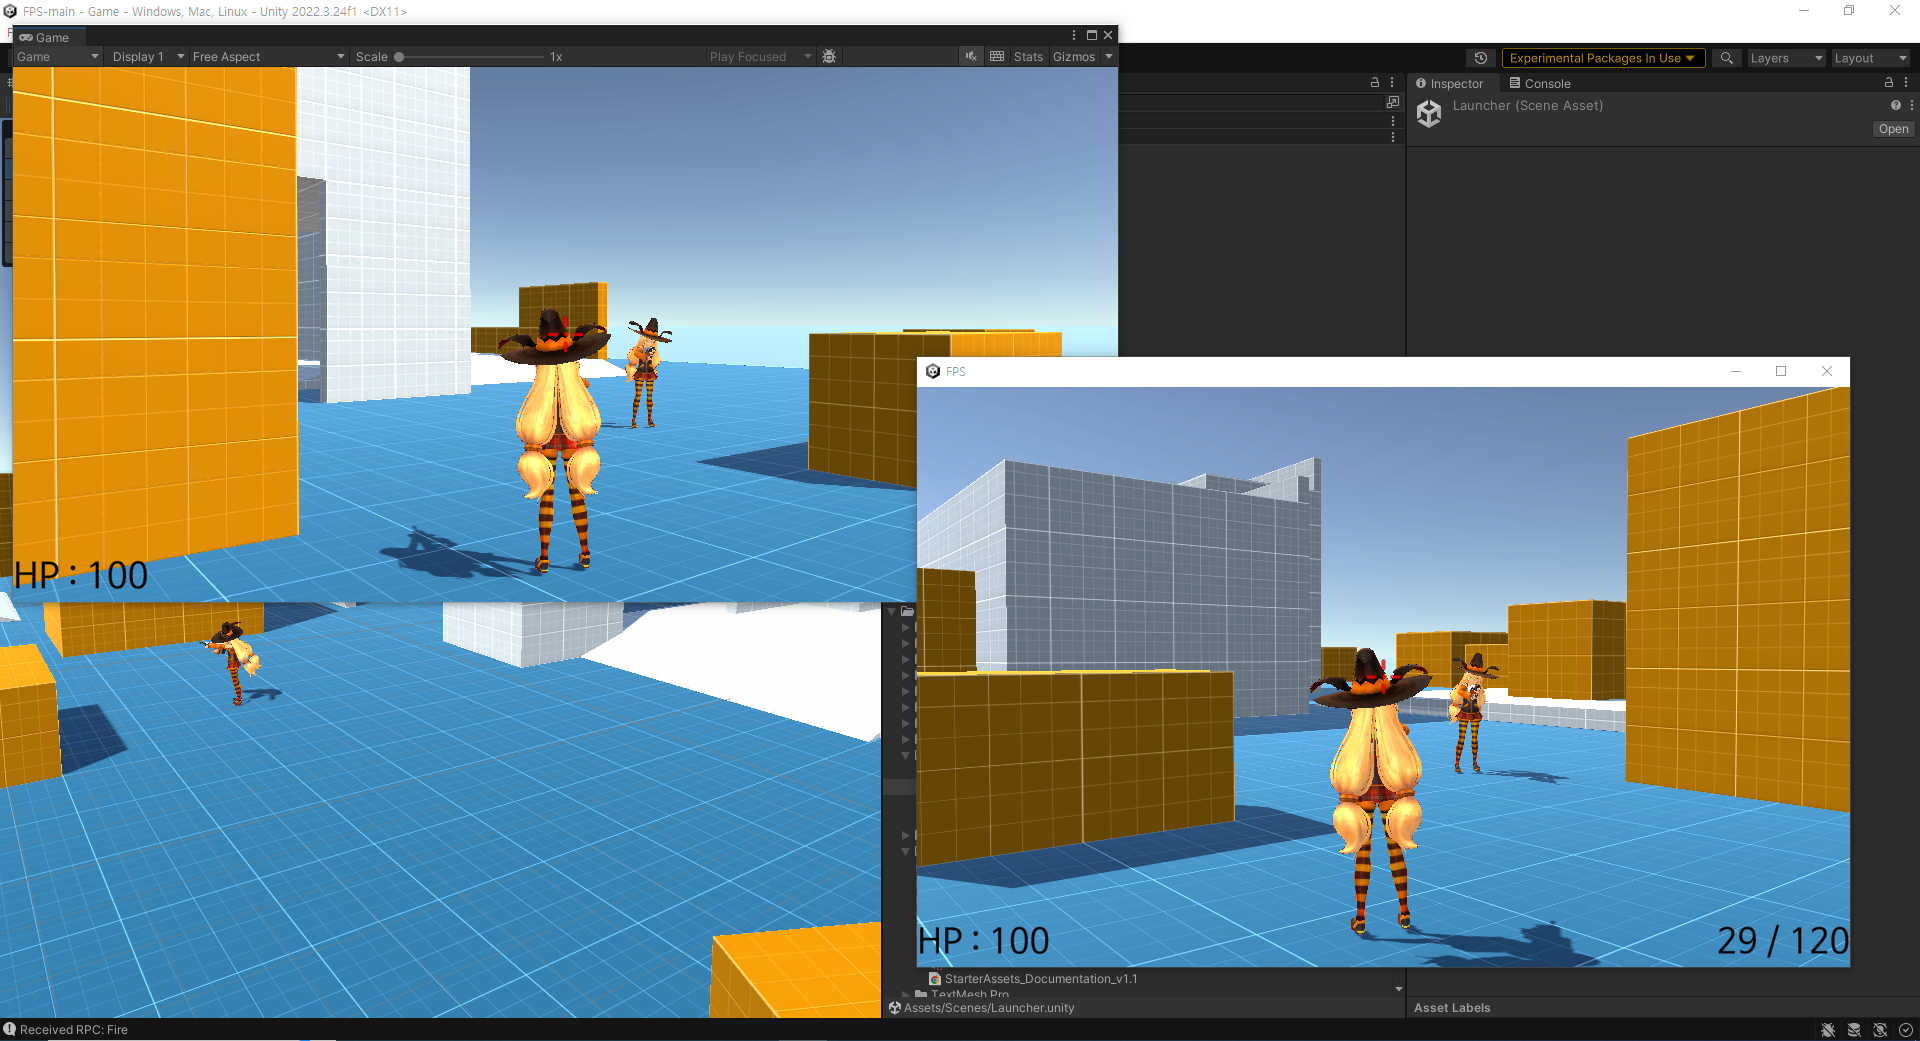 FPS-main - Game - Windows, Mac, Linux - Unity 2022.3.24f1 <DX11>
Game
Game Display 1 Free Aspect Scale 1x Play Focused Stats Gizmos
Experimental Packages In Use Layers Layout
Inspector Console
Launcher (Scene Asset)
Open
FPS
HP : 100
HP : 100
29 / 120
StarterAssets_Documentation_v1.1
TextMesh Pro
Assets/Scenes/Launcher.unity
Asset Labels
Received RPC: Fire